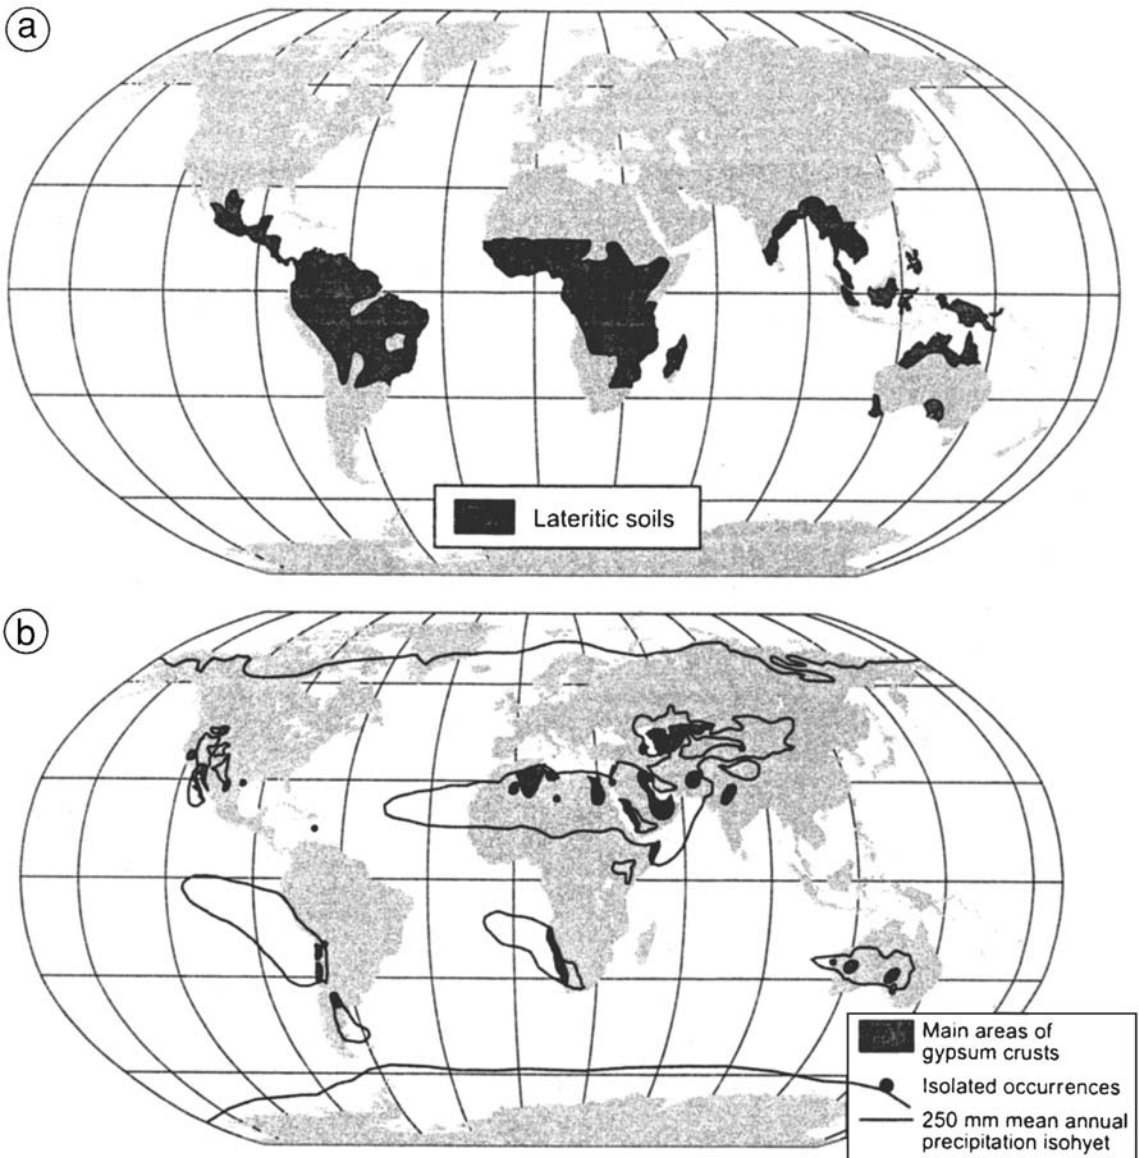 a
Lateritic soils
b
Main areas of
gypsum crusts
Isolated occurrences
250 mm mean annual
precipitation isohyet